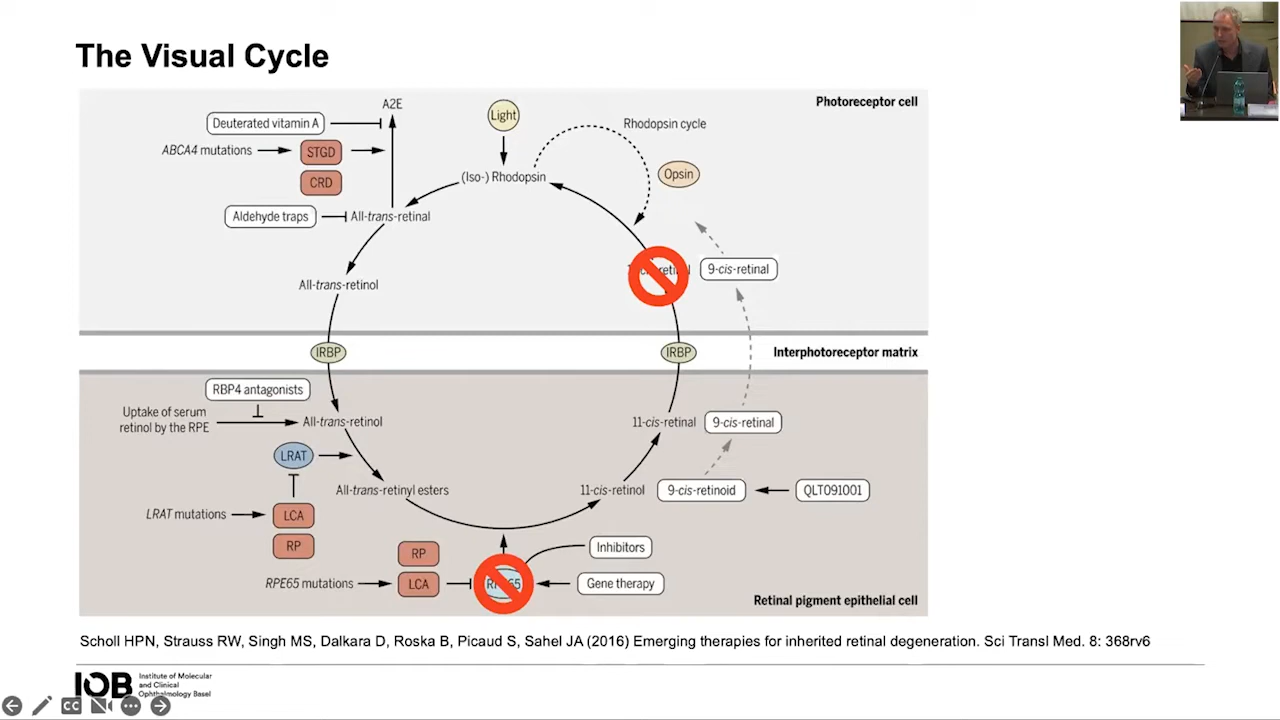 The Visual Cycle
Photoreceptor cell
A2E
Light
Deuterated vitamin A
Rhodopsin cycle
ABCA4 mutations
STGD
(Iso-) Rhodopsin
Opsin
CRD
Aldehyde traps
All-trans-retinal
9-cis-retinal
All-trans-retinol
IRBP
IRBP
Interphotoreceptor matrix
RBP4 antagonists
Uptake of serum
retinol by the RPE
All-trans-retinol
11-cis-retinal
9-cis-retinal
LRAT
All-trans-retinyl esters
11-cis-retinol
9-cis-retinoid
QLT091001
LRAT mutations
LCA
RP
RP
Inhibitors
RPE65 mutations
LCA
Gene therapy
Retinal pigment epithelial cell
Scholl HPN, Strauss RW, Singh MS, Dalkara D, Roska B, Picaud S, Sahel JA (2016) Emerging therapies for inherited retinal degeneration. Sci Transl Med. 8: 368rv6
IOB
Institute of Molecular
and Clinical
Ophthalmology Basel
CC